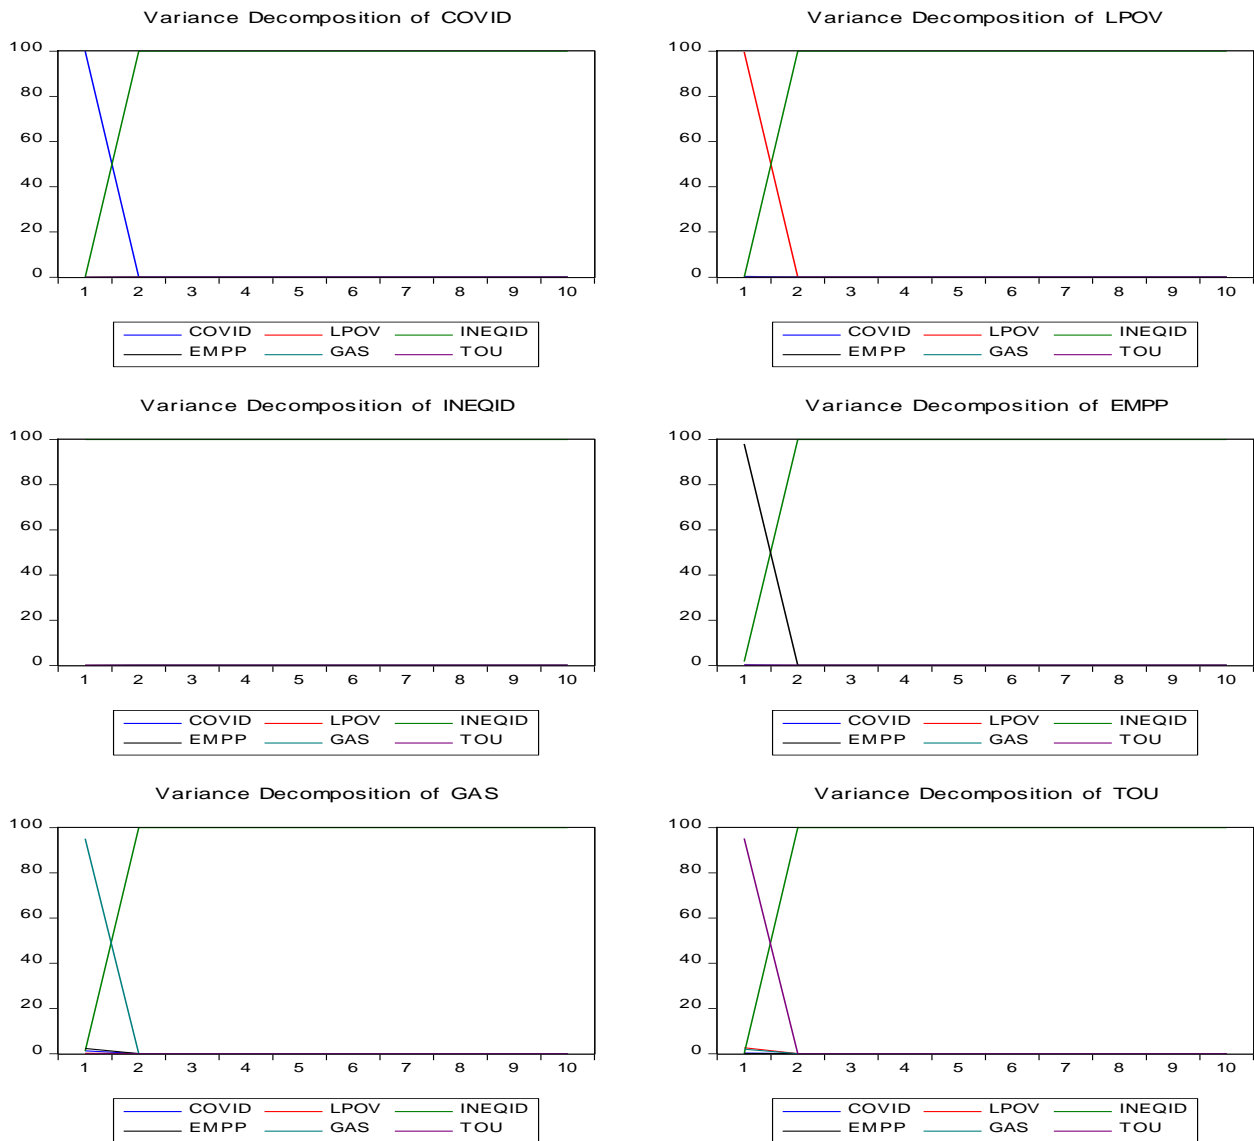 Variance Decomposition of COVID
100
80
60
40
20
0
1 2 3 4 5 6 7 8 9 10
COVID LPOV INEQID
EMPP GAS TOU
Variance Decomposition of LPOV
100
80
60
40
20
0
1 2 3 4 5 6 7 8 9 10
COVID LPOV INEQID
EMPP GAS TOU
Variance Decomposition of INEQID
100
80
60
40
20
0
1 2 3 4 5 6 7 8 9 10
COVID LPOV INEQID
EMPP GAS TOU
Variance Decomposition of EMPP
100
80
60
40
20
0
1 2 3 4 5 6 7 8 9 10
COVID LPOV INEQID
EMPP GAS TOU
Variance Decomposition of GAS
100
80
60
40
20
0
1 2 3 4 5 6 7 8 9 10
COVID LPOV INEQID
EMPP GAS TOU
Variance Decomposition of TOU
100
80
60
40
20
0
1 2 3 4 5 6 7 8 9 10
COVID LPOV INEQID
EMPP GAS TOU